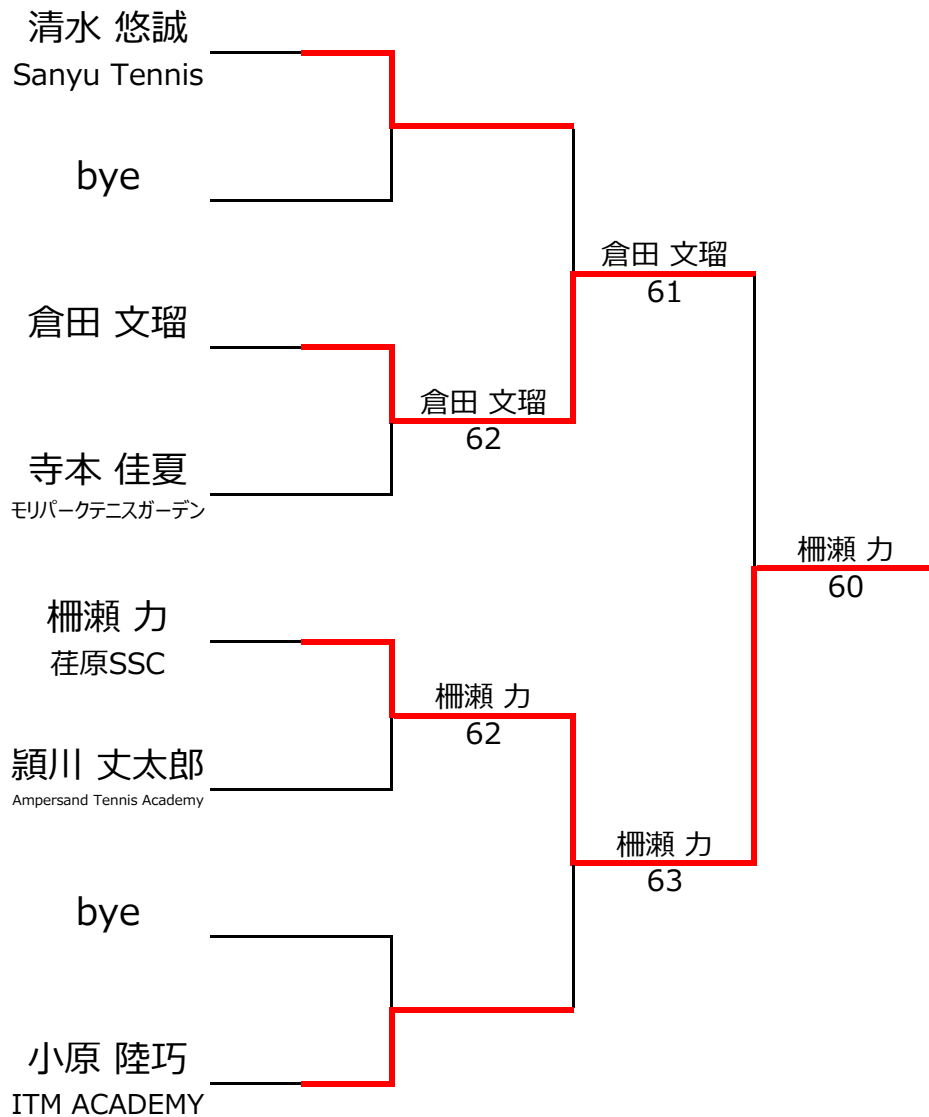 清水 悠誠
Sanyu Tennis
bye
倉田 文瑠
61
倉田 文瑠
倉田 文瑠
62
寺本 佳夏
モリパークテニスガーデン
柵瀬 力
60
柵瀬 力
荏原SSC
柵瀬 力
62
頴川 丈太郎
Ampersand Tennis Academy
柵瀬 力
63
bye
小原 陸巧
ITM ACADEMY